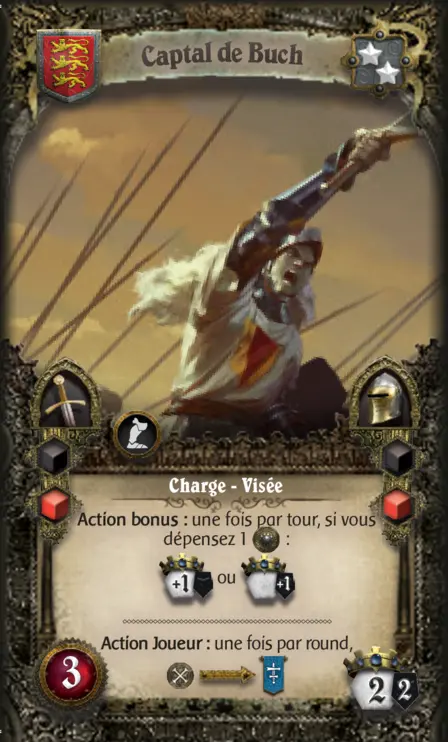 Captal de Buch
Charge - Visée
Action bonus : une fois par tour, si vous
dépensez 1 :
+1 ou +1
Action Joueur : une fois par round,
3
2 2